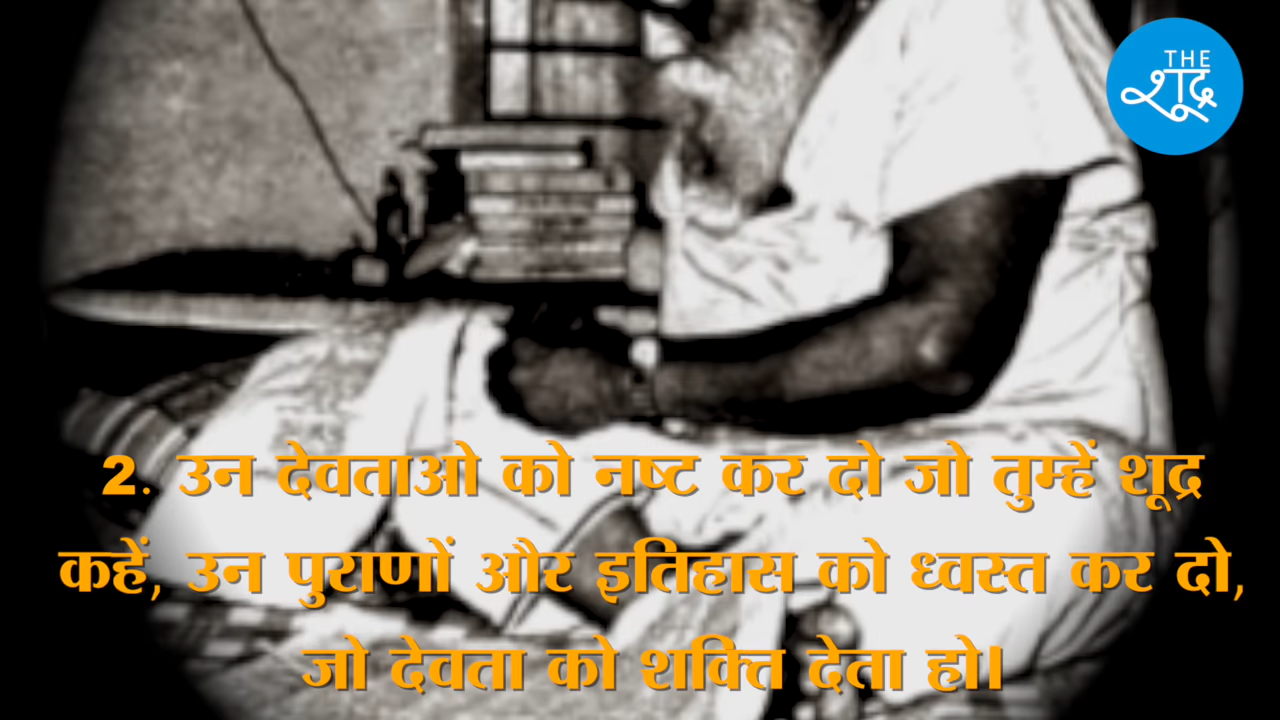 THE
शूद्र
2. उन देवताओ को नष्ट कर दो जो तुम्हें शूद्र
कहें, उन पुराणों और इतिहास को ध्वस्त कर दो,
जो देवता को शक्ति देता हो।